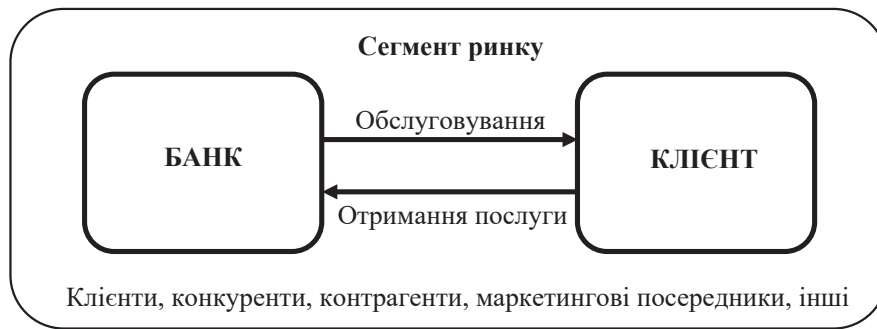 Сегмент ринку
Обслуговування
БАНК
КЛІЄНТ
Отримання послуги
Клієнти, конкуренти, контрагенти, маркетингові посередники, інші